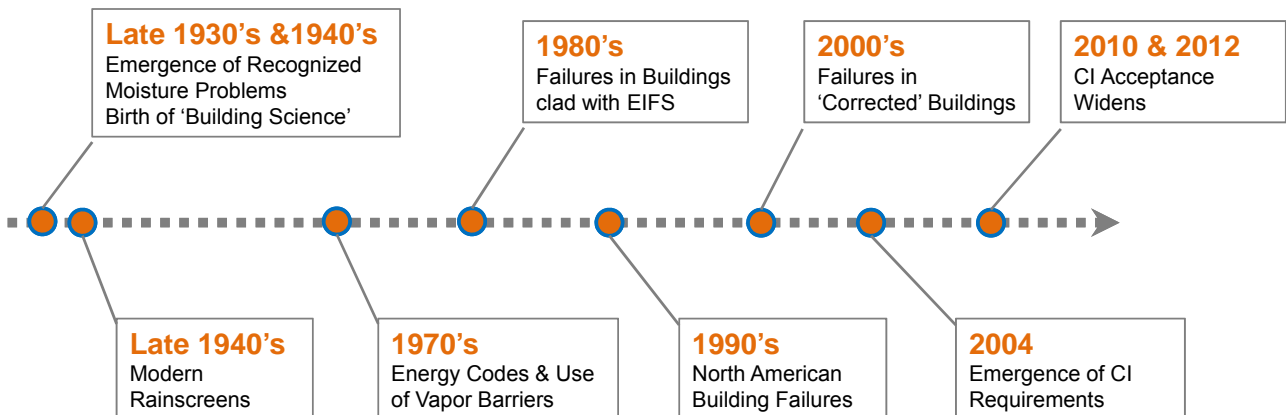 Late 1930’s &1940’s
Emergence of Recognized
Moisture Problems
Birth of ‘Building Science’
1980’s
Failures in Buildings
clad with EIFS
2000’s
Failures in
‘Corrected’ Buildings
2010 & 2012
CI Acceptance
Widens
Late 1940’s
Modern
Rainscreens
1970’s
Energy Codes & Use
of Vapor Barriers
1990’s
North American
Building Failures
2004
Emergence of CI
Requirements